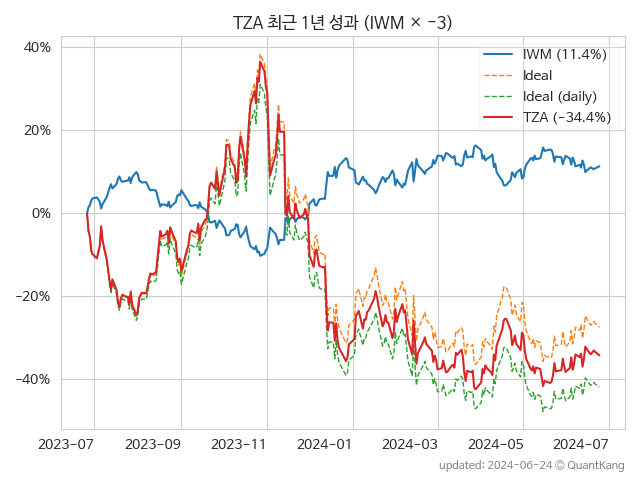 TZA 최근 1년 성과 (IWM × −3)
40%
20%
0%
−20%
−40%
IWM (11.4%)
Ideal
Ideal (daily)
TZA (−34.4%)
2023-07
2023-09
2023-11
2024-01
2024-03
2024-05
2024-07
updated: 2024-06-24 © QuantKang